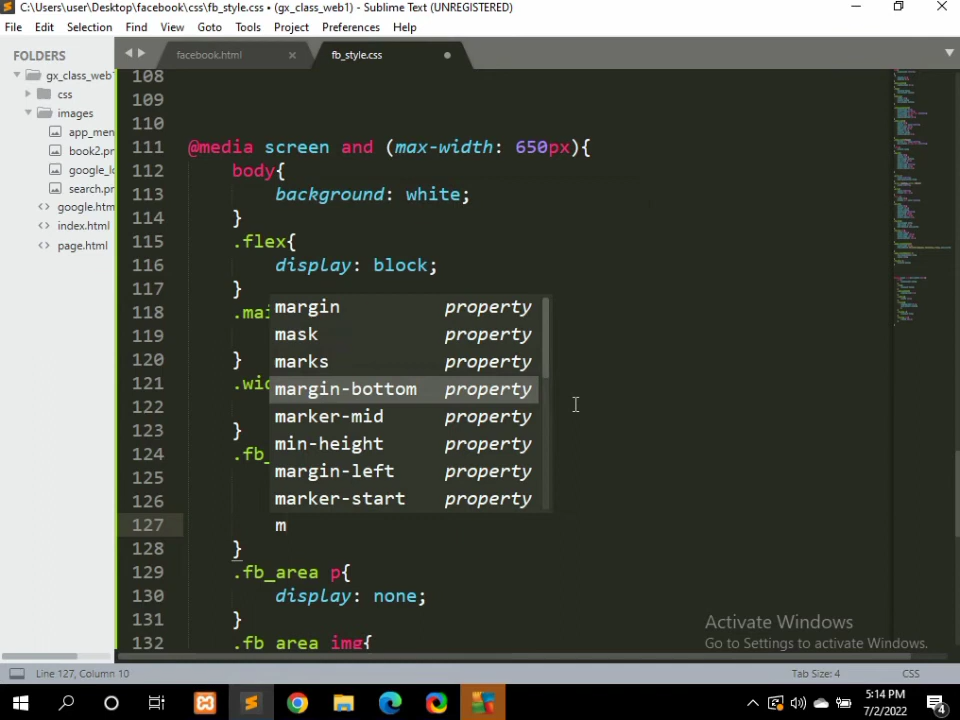 C:\Users\user\Desktop\facebook\css\fb_style.css • (gx_class_web1) - Sublime Text (UNREGISTERED)
File Edit Selection Find View Goto Tools Project Preferences Help
FOLDERS
gx_class_web
css
images
app_men
book2.pr
google_l
search.pr
google.htm
index.html
page.html
facebook.html
fb_style.css
108
109
110
111 @media screen and (max-width: 650px){
112 body{
113 background: white;
114 }
115 .flex{
116 display: block;
117 }
118 .mai
119
120 }
121 .wid
122
123 }
124 .fb_
125
126
127 m
128 }
129 .fb_area p{
130 display: none;
131 }
132 .fb_area img{
margin property
mask property
marks property
margin-bottom property
marker-mid property
min-height property
margin-left property
marker-start property
Activate Windows
Go to Settings to activate Windows.
Line 127, Column 10
Tab Size: 4
CSS
5:14 PM
7/2/2022
4